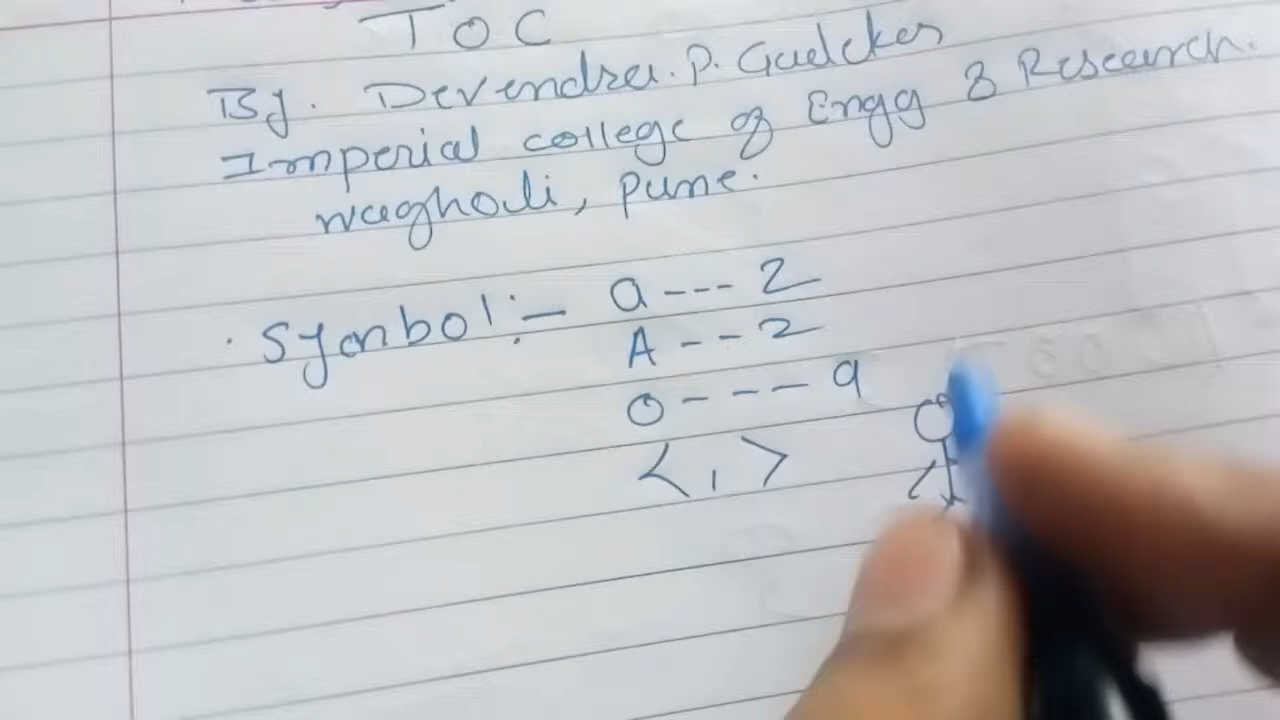 TOC
By. Devendra. P. Gadekar
Imperial college of Engg & Research.
wagholi, Pune.
Symbol :- a --- z
A -- z
0 --- 9
< , >